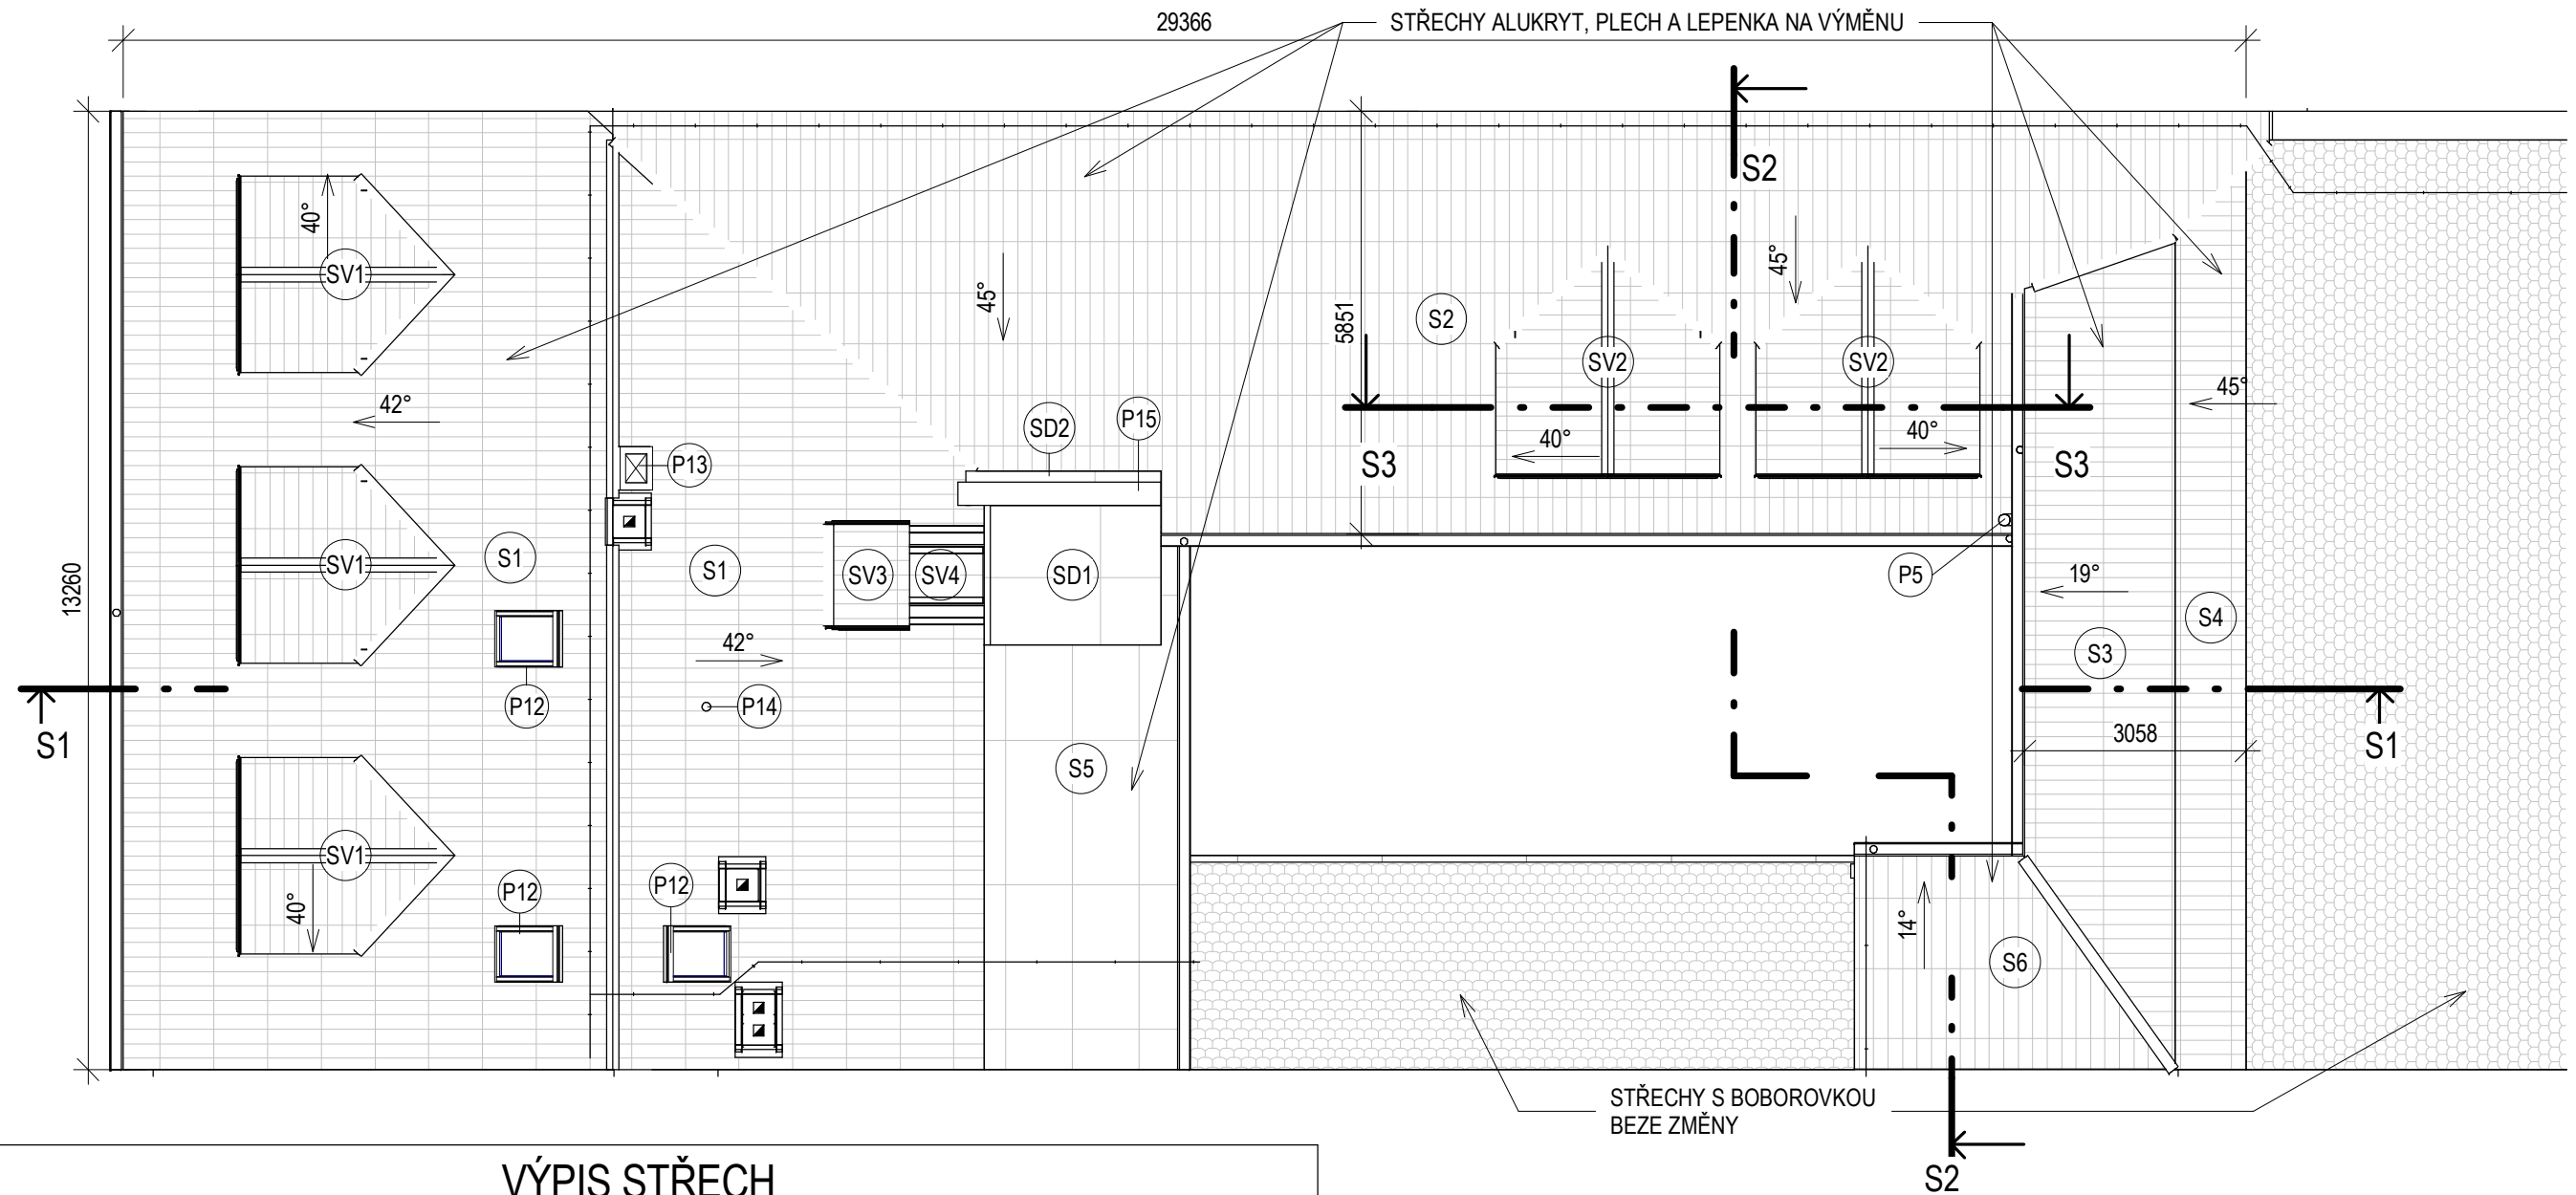 29366
STŘECHY ALUKRYT, PLECH A LEPENKA NA VÝMĚNU
S2
40°
SV1
45°
45°
5851
S2
SV2
SV2
42°
SD2
P15
45°
40°
40°
P13
S3
S3
SV1
S1
S1
SV3
SV4
SD1
P5
19°
13260
S4
42°
S3
P12
P14
S1
3058
S1
S5
SV1
40°
P12
P12
14°
S6
STŘECHY S BOBOROVKOU
BEZE ZMĚNY
S2
VÝPIS STŘECH